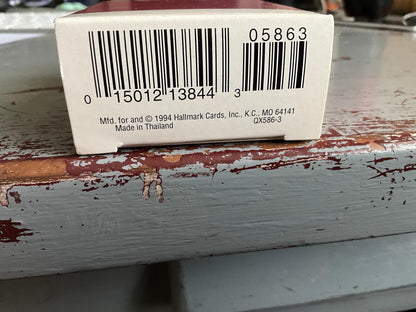 05863
0 15012 13844 3
Mfd. for and © 1994 Hallmark Cards, Inc., K.C., MO 64141
Made in Thailand
QX586-3